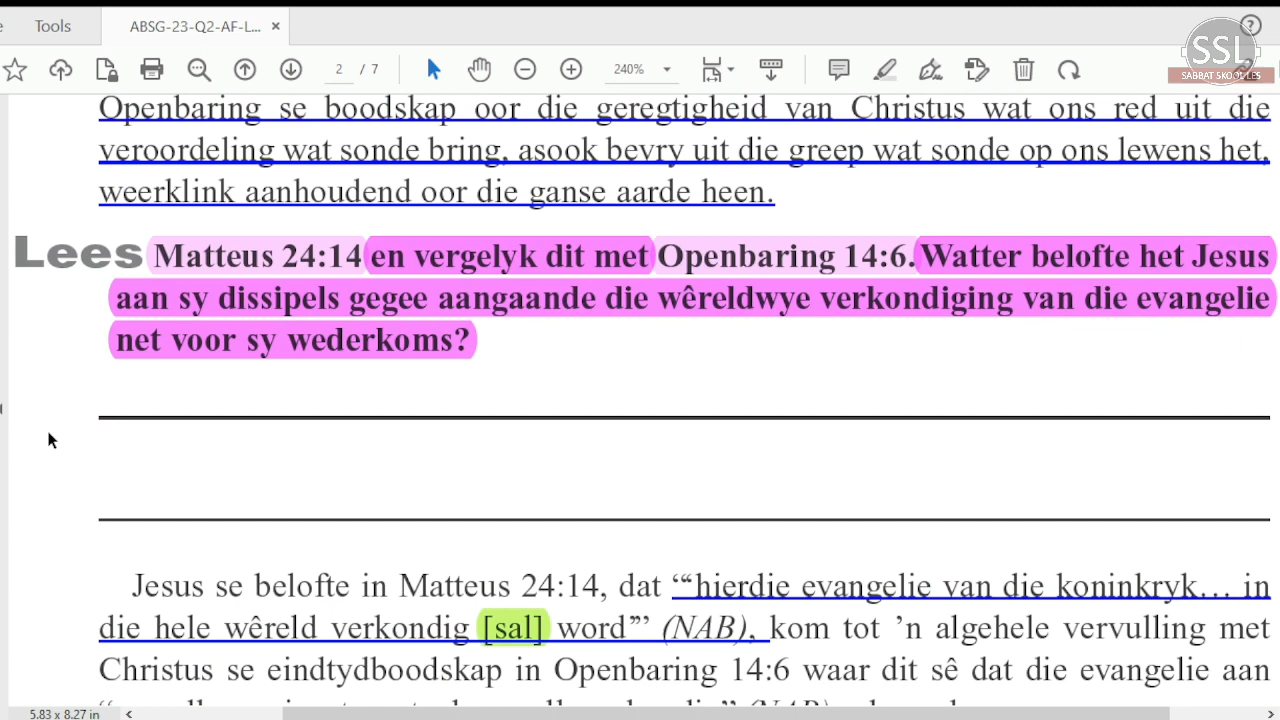 Tools
ABSG-23-Q2-AF-L... ×
2 / 7
240%
SSL
SABBAT SKOOL LES
Openbaring se boodskap oor die geregtigheid van Christus wat ons red uit die
veroordeling wat sonde bring, asook bevry uit die greep wat sonde op ons lewens het,
weerklink aanhoudend oor die ganse aarde heen.
Lees Matteus 24:14 en vergelyk dit met Openbaring 14:6. Watter belofte het Jesus
aan sy dissipels gegee aangaande die wêreldwye verkondiging van die evangelie
net voor sy wederkoms?
Jesus se belofte in Matteus 24:14, dat “‘hierdie evangelie van die koninkryk… in
die hele wêreld verkondig [sal] word’” (NAB), kom tot ’n algehele vervulling met
Christus se eindtydboodskap in Openbaring 14:6 waar dit sê dat die evangelie aan
5.83 x 8.27 in